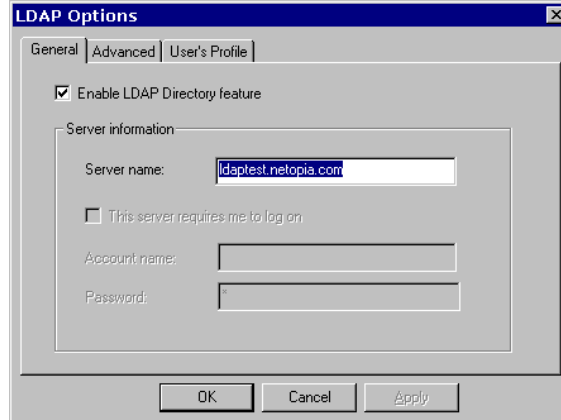 LDAP Options
General Advanced User's Profile
Enable LDAP Directory feature
Server information
Server name: ldaptest.netopia.com
This server requires me to log on
Account name:
Password: *
OK Cancel Apply